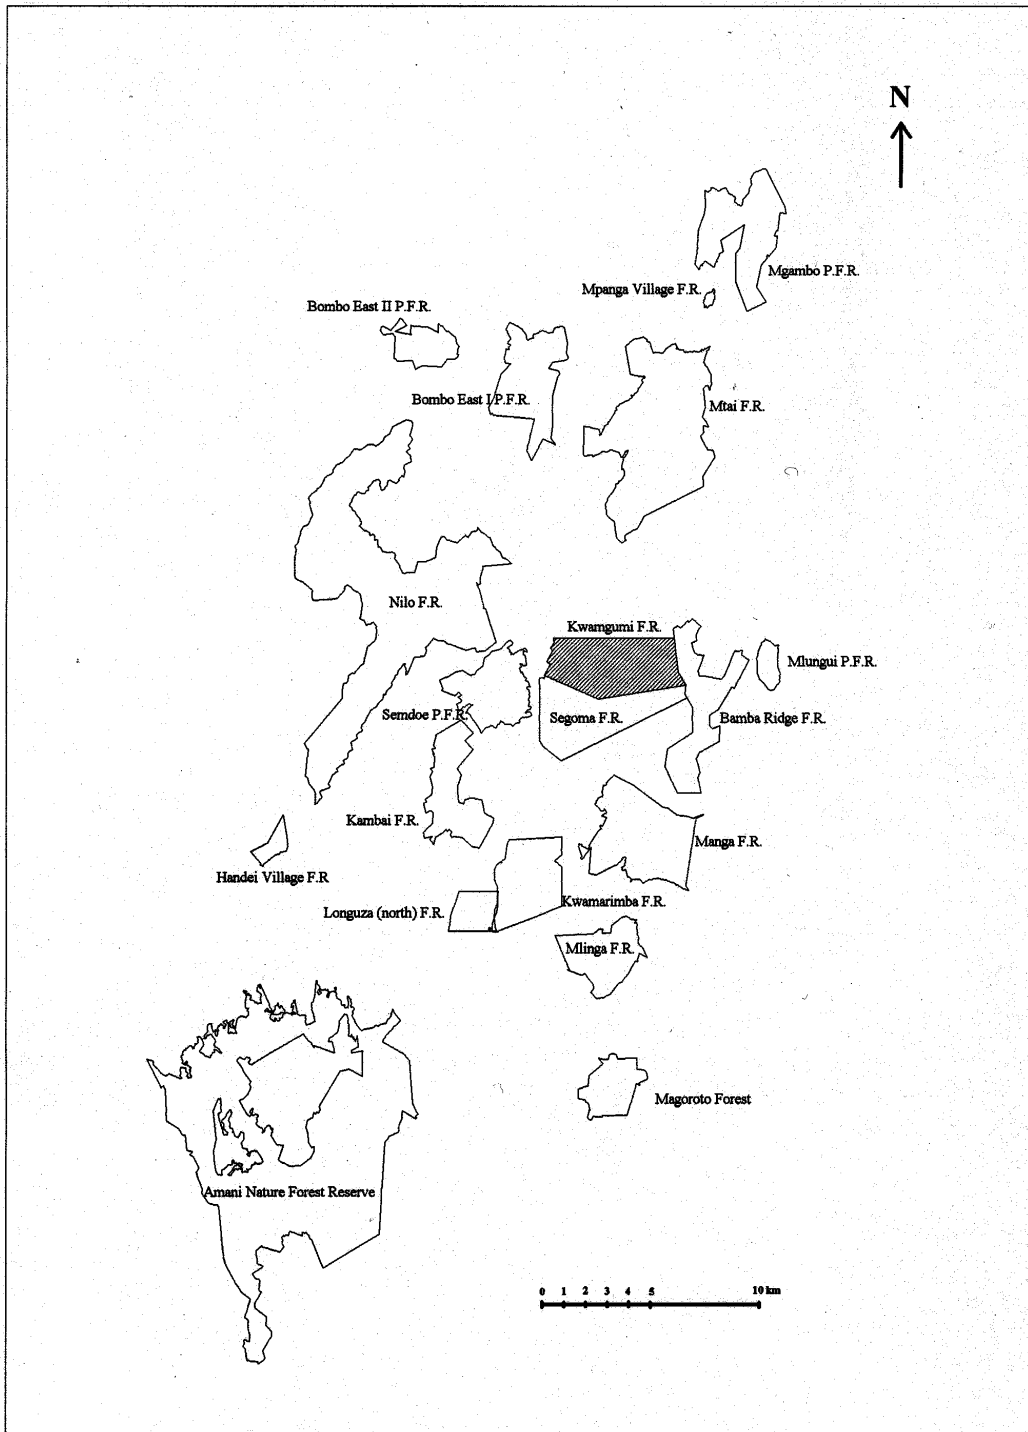 N
Mgambo P.F.R.
Mpanga Village F.R.
Bombo East II P.F.R.
Bombo East I P.F.R.
Mtai F.R.
Nilo F.R.
Kwamgumi F.R.
Mlungui P.F.R.
Semdoe P.F.R.
Segoma F.R.
Bamba Ridge F.R.
Kambai F.R.
Manga F.R.
Handei Village F.R
Kwamarimba F.R.
Longuza (north) F.R.
Mlinga F.R.
Magoroto Forest
Amani Nature Forest Reserve
0 1 2 3 4 5 10 km